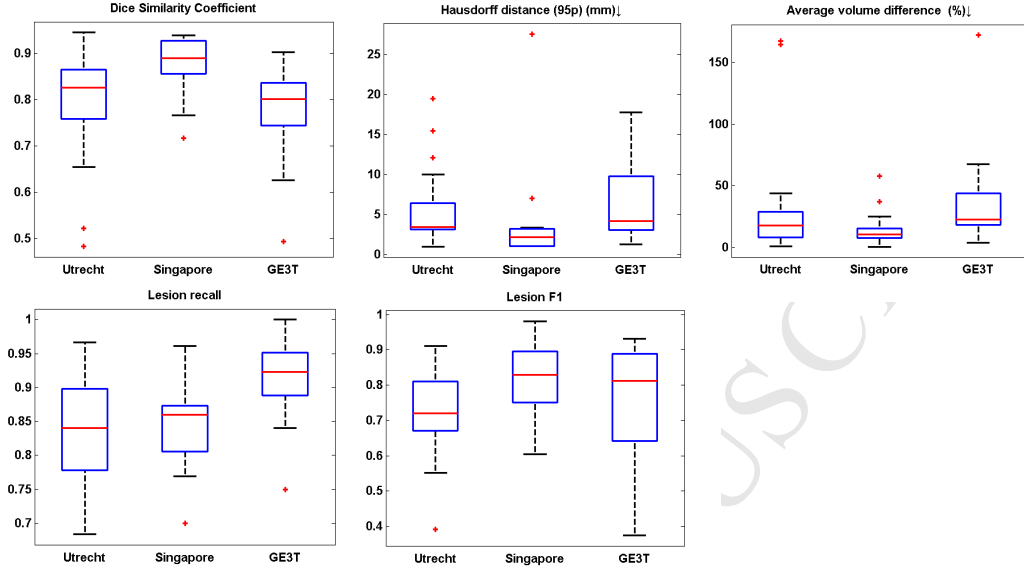 Dice Similarity Coefficient
0.9
0.8
0.7
0.6
0.5
Utrecht Singapore GE3T
Hausdorff distance (95p) (mm)↓
25
20
15
10
5
0
Utrecht Singapore GE3T
Average volume difference (%)↓
150
100
50
0
Utrecht Singapore GE3T
Lesion recall
1
0.95
0.9
0.85
0.8
0.75
0.7
Utrecht Singapore GE3T
Lesion F1
1
0.9
0.8
0.7
0.6
0.5
0.4
Utrecht Singapore GE3T
USC